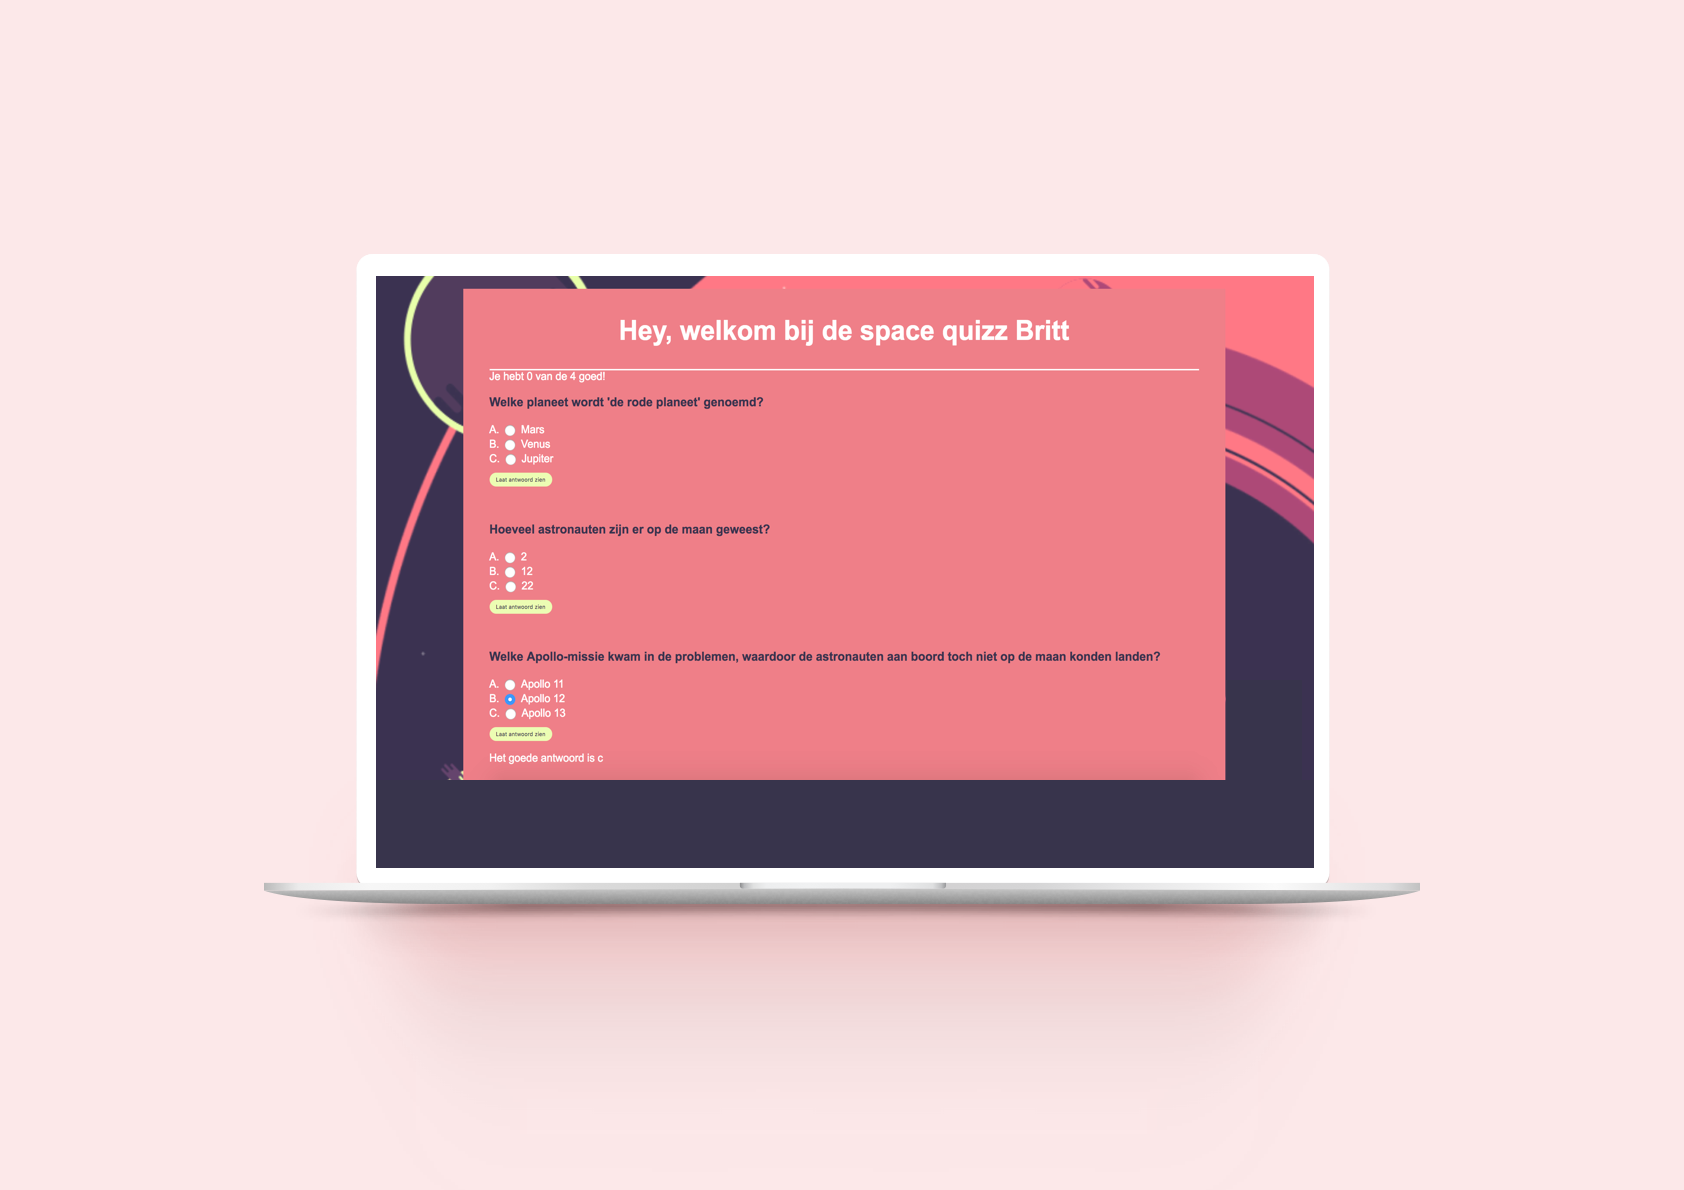 Hey, welkom bij de space quizz Britt
Je hebt 0 van de 4 goed!
Welke planeet wordt 'de rode planeet' genoemd?
A. Mars
B. Venus
C. Jupiter
Laat antwoord zien
Hoeveel astronauten zijn er op de maan geweest?
A. 2
B. 12
C. 22
Laat antwoord zien
Welke Apollo-missie kwam in de problemen, waardoor de astronauten aan boord toch niet op de maan konden landen?
A. Apollo 11
B. Apollo 12
C. Apollo 13
Laat antwoord zien
Het goede antwoord is c